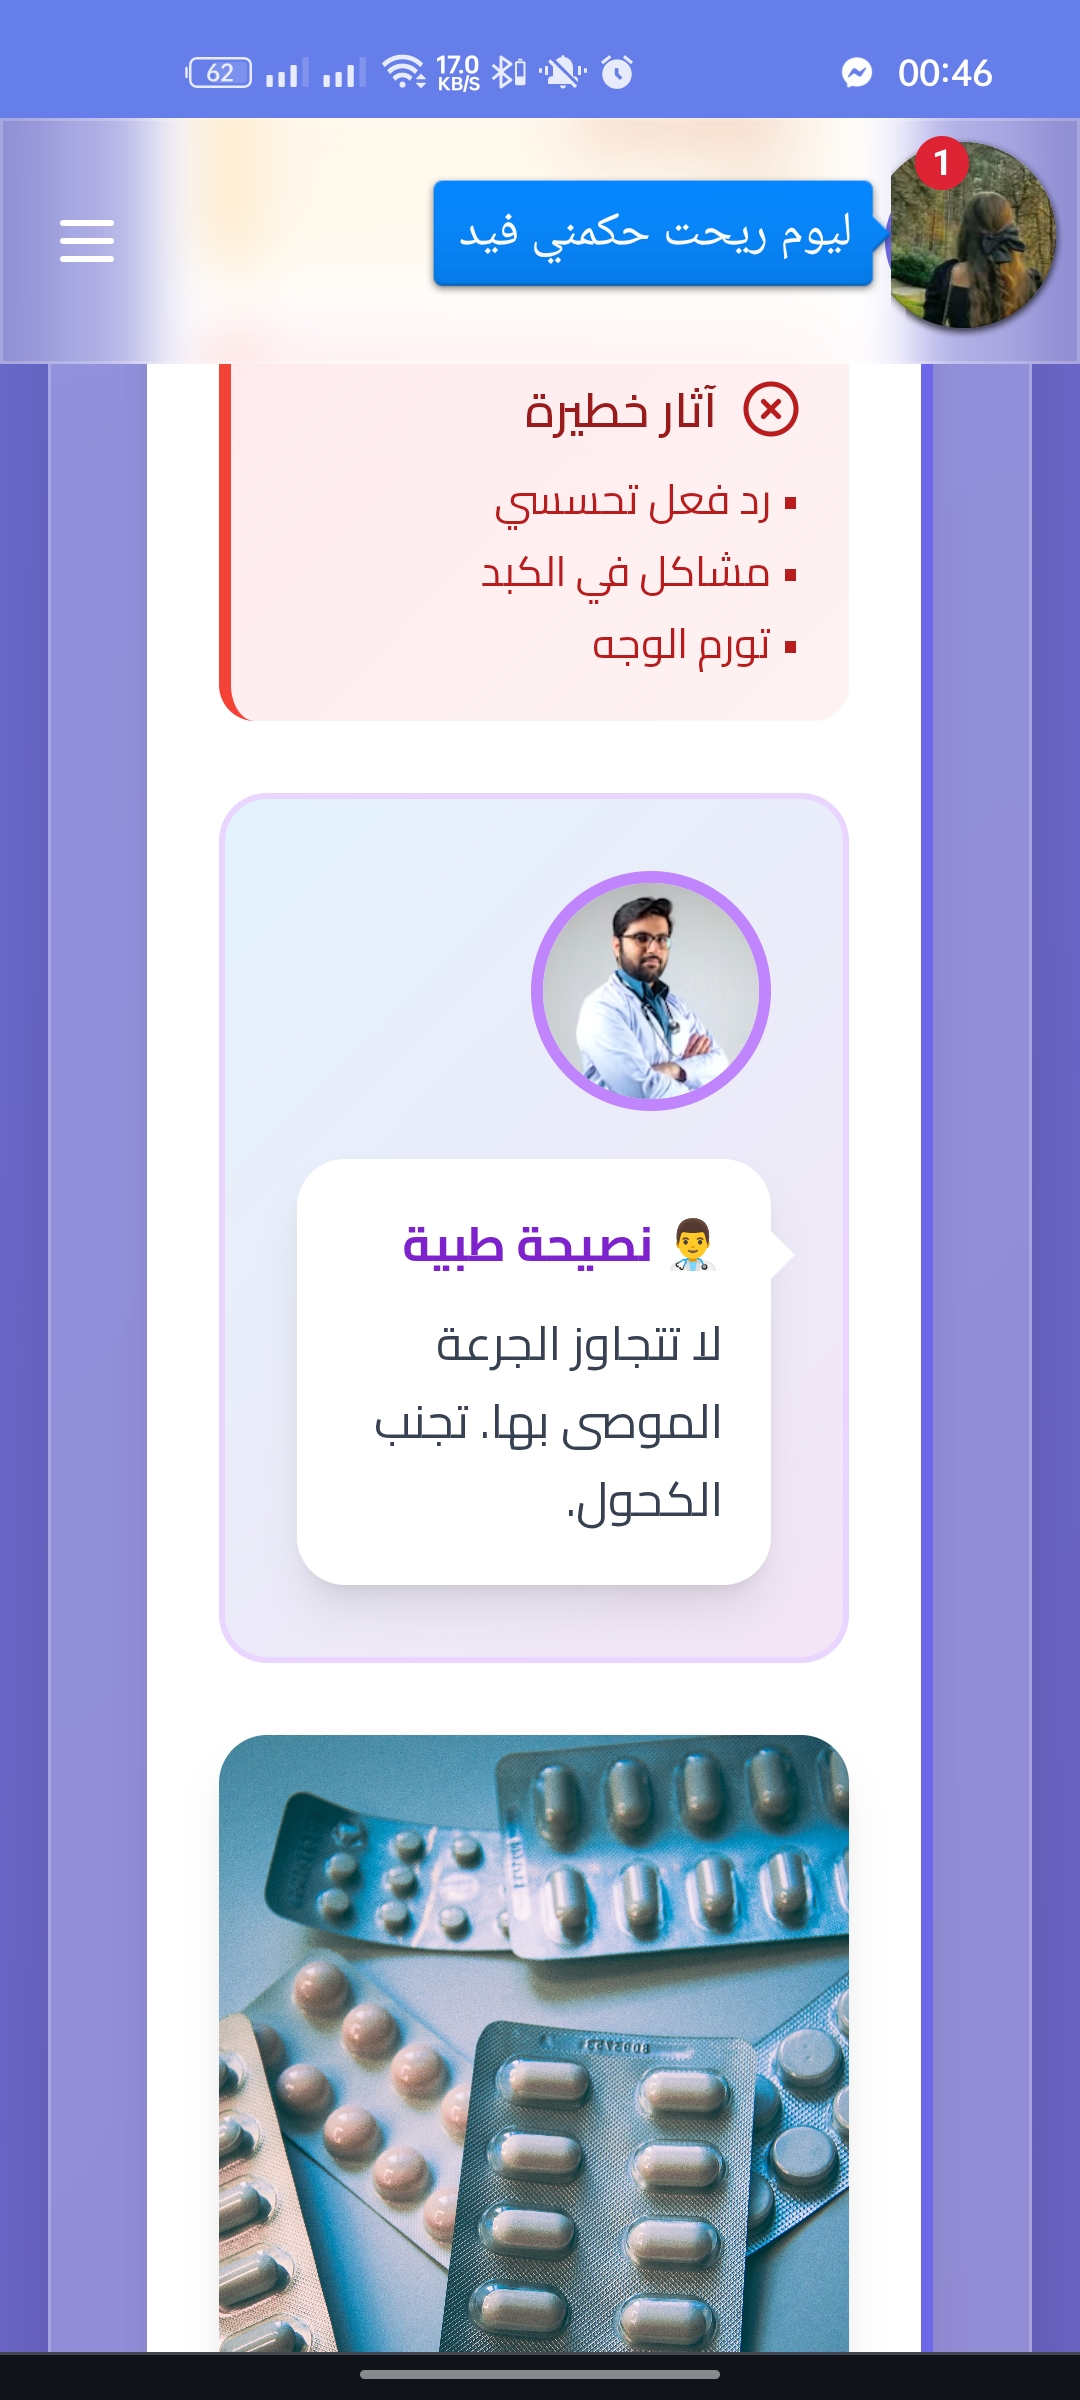 62
17.0
KB/S
00:46
1
ليوم ريحت حكمني فيد
آثار خطيرة
▪ رد فعل تحسسي
▪ مشاكل في الكبد
▪ تورم الوجه
نصيحة طبية
لا تتجاوز الجرعة
الموصى بها. تجنب
الكحول.